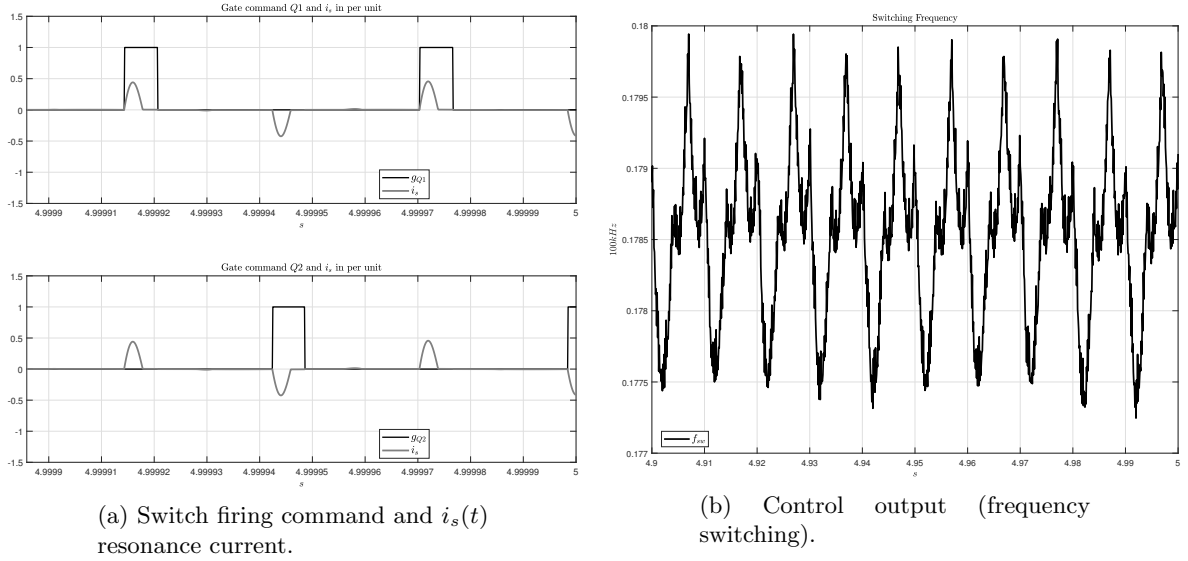 Gate command Q1 and i_s in per unit
1.5
1
0.5
0
-0.5
-1
-1.5
g_Q1
i_s
4.9999 4.99991 4.99992 4.99993 4.99994 4.99995 4.99996 4.99997 4.99998 4.99999 5
s
Gate command Q2 and i_s in per unit
1.5
1
0.5
0
-0.5
-1
-1.5
g_Q2
i_s
4.9999 4.99991 4.99992 4.99993 4.99994 4.99995 4.99996 4.99997 4.99998 4.99999 5
s
(a) Switch firing command and i_s(t)
resonance current.
Switching Frequency
0.18
0.1795
0.179
0.1785
0.178
0.1775
0.177
100kHz
f_sw
4.9 4.91 4.92 4.93 4.94 4.95 4.96 4.97 4.98 4.99 5
s
(b) Control output (frequency
switching).